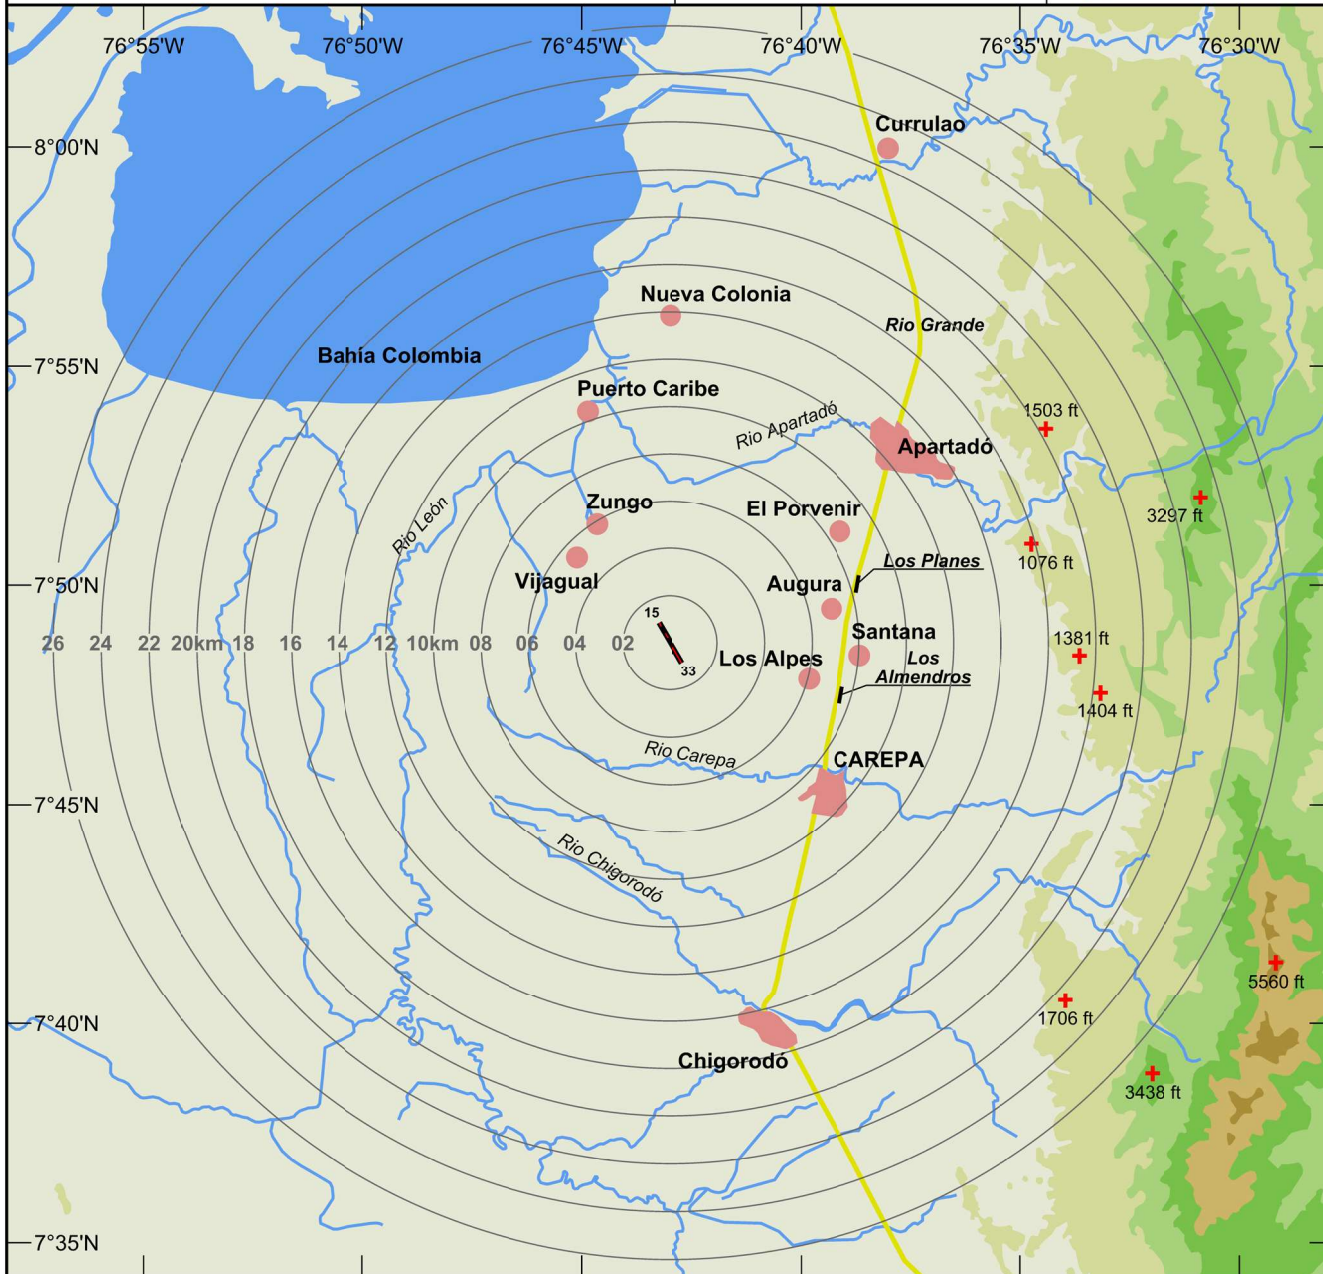 76°55'W 76°50'W 76°45'W 76°40'W 76°35'W 76°30'W
Currulao
8°00'N
Nueva Colonia
Rio Grande
Bahía Colombia
7°55'N
Puerto Caribe
1503 ft
Rio Apartadó
Apartadó
Zungo
El Porvenir
3297 ft
Rio León
Los Planes
1076 ft
Vijagual
Augura
7°50'N
15
Santana
1381 ft
26 24 22 20km 18 16 14 12 10km 08 06 04 02
Los Alpes
Los
Almendros
33
1404 ft
Rio Carepa
CAREPA
7°45'N
Rio Chigorodó
5560 ft
1706 ft
7°40'N
Chigorodó
3438 ft
7°35'N